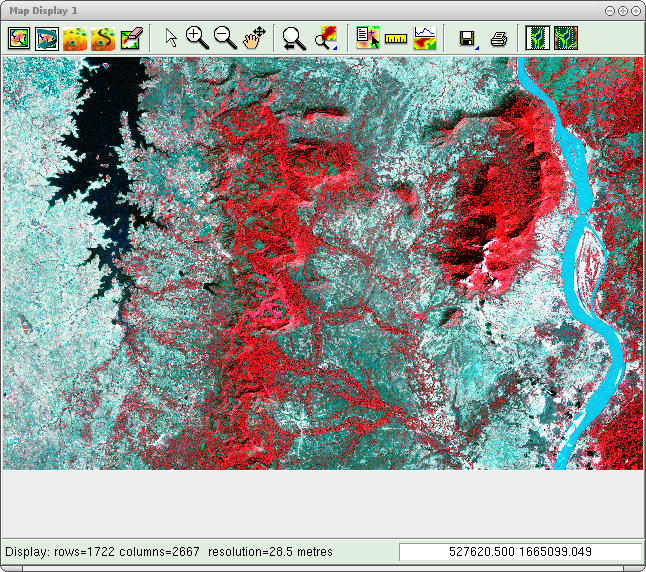 Map Display 1
Display: rows=1722 columns=2667 resolution=28.5 metres
527620.500 1665099.049